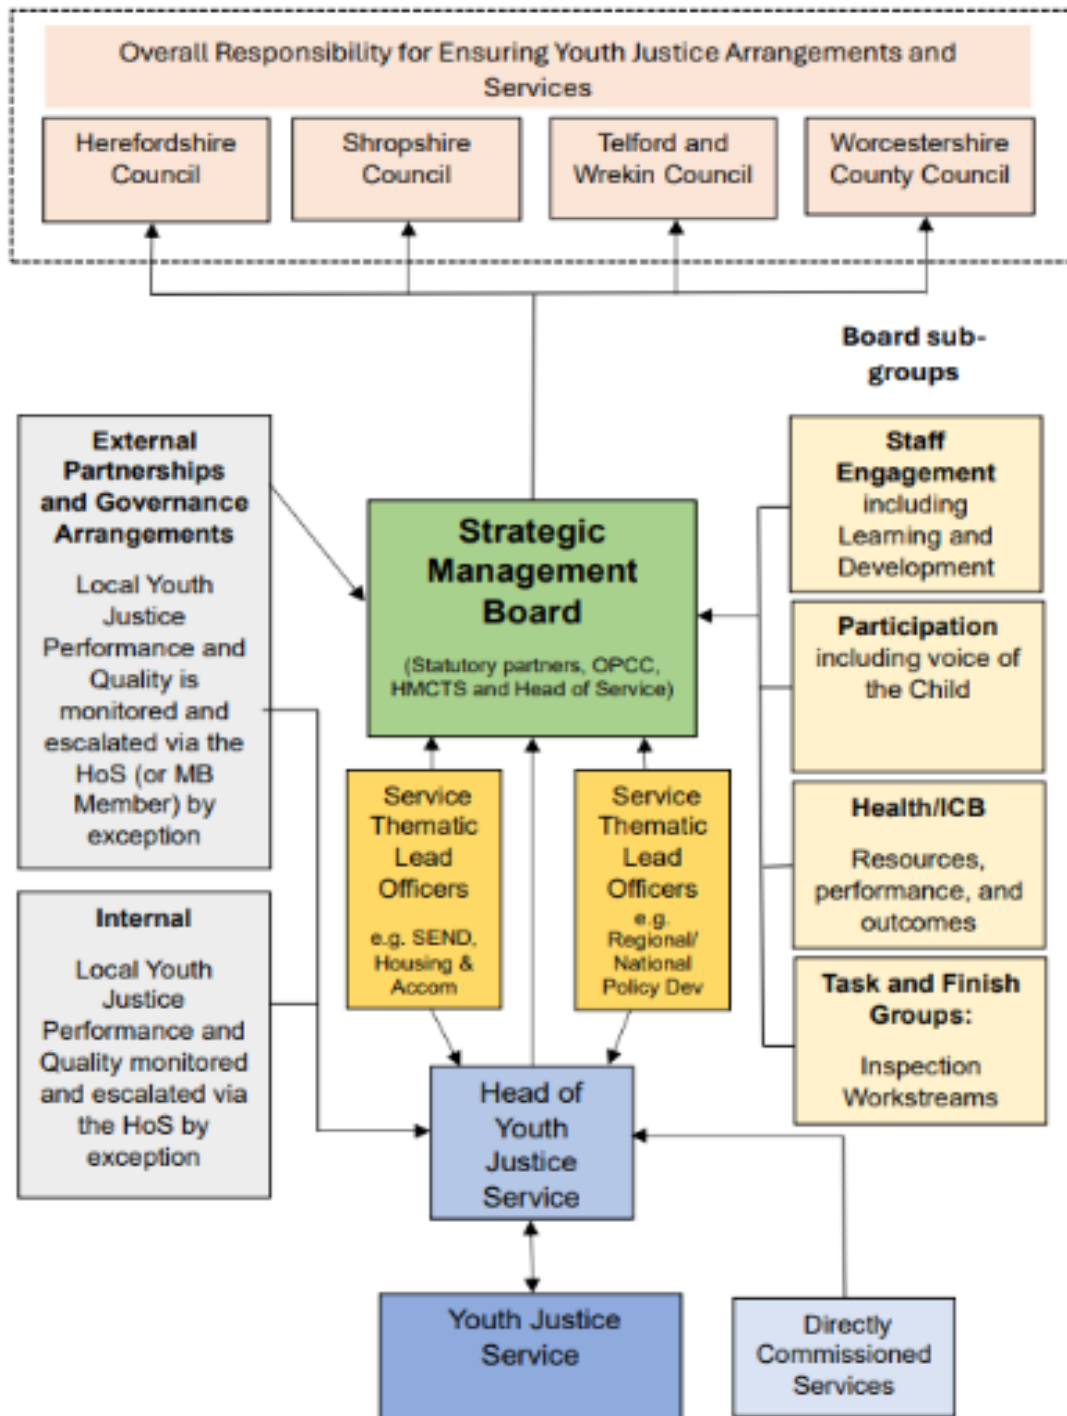 Overall Responsibility for Ensuring Youth Justice Arrangements and
Services
Herefordshire
Council
Shropshire
Council
Telford and
Wrekin Council
Worcestershire
County Council
Board sub-
groups
External
Partnerships
and Governance
Arrangements
Local Youth
Justice
Performance and
Quality is
monitored and
escalated via the
HoS (or MB
Member) by
exception
Internal
Local Youth
Justice
Performance and
Quality monitored
and escalated via
the HoS by
exception
Strategic
Management
Board
(Statutory partners, OPCC,
HMCTS and Head of Service)
Service
Thematic
Lead
Officers
e.g. SEND,
Housing &
Accom
Service
Thematic
Lead
Officers
e.g.
Regional/
National
Policy Dev
Staff
Engagement
including
Learning and
Development
Participation
including voice of
the Child
Health/ICB
Resources,
performance, and
outcomes
Task and Finish
Groups:
Inspection
Workstreams
Head of
Youth
Justice
Service
Youth Justice
Service
Directly
Commissioned
Services